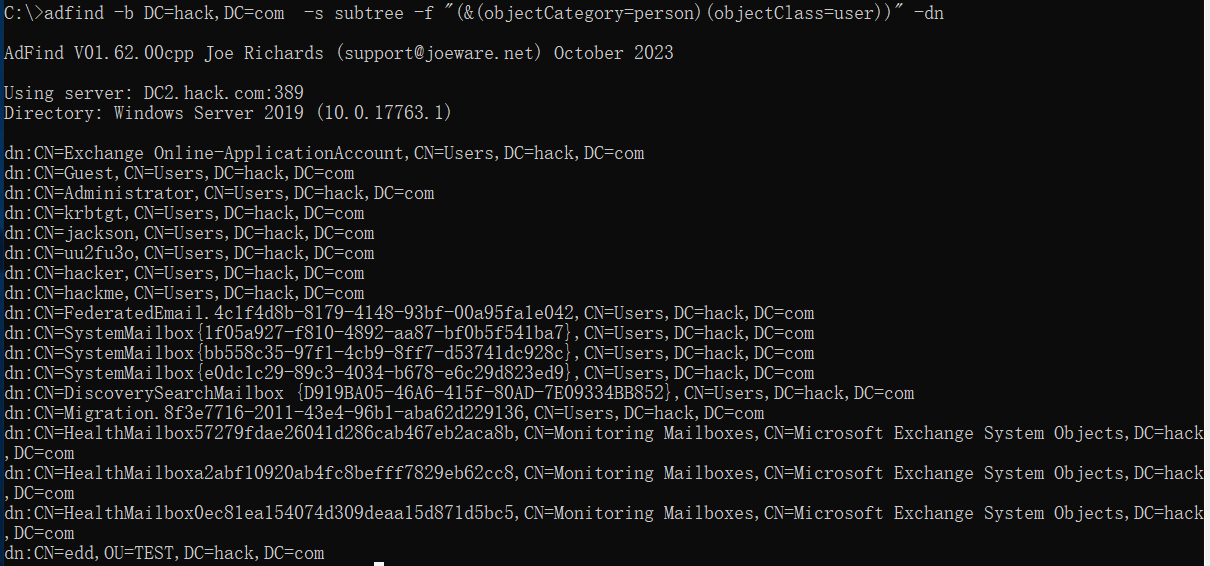 C:\>adfind -b DC=hack,DC=com  -s subtree -f "(&(objectCategory=person)(objectClass=user))" -dn
AdFind V01.62.00cpp Joe Richards (support@joeware.net) October 2023
Using server: DC2.hack.com:389
Directory: Windows Server 2019 (10.0.17763.1)
dn:CN=Exchange Online-ApplicationAccount,CN=Users,DC=hack,DC=com
dn:CN=Guest,CN=Users,DC=hack,DC=com
dn:CN=Administrator,CN=Users,DC=hack,DC=com
dn:CN=krbtgt,CN=Users,DC=hack,DC=com
dn:CN=jackson,CN=Users,DC=hack,DC=com
dn:CN=uu2fu3o,CN=Users,DC=hack,DC=com
dn:CN=hacker,CN=Users,DC=hack,DC=com
dn:CN=hackme,CN=Users,DC=hack,DC=com
dn:CN=FederatedEmail.4c1f4d8b-8179-4148-93bf-00a95fa1e042,CN=Users,DC=hack,DC=com
dn:CN=SystemMailbox{1f05a927-f810-4892-aa87-bf0b5f541ba7},CN=Users,DC=hack,DC=com
dn:CN=SystemMailbox{bb558c35-97f1-4cb9-8ff7-d53741dc928c},CN=Users,DC=hack,DC=com
dn:CN=SystemMailbox{e0dc1c29-89c3-4034-b678-e6c29d823ed9},CN=Users,DC=hack,DC=com
dn:CN=DiscoverySearchMailbox {D919BA05-46A6-415f-80AD-7E09334BB852},CN=Users,DC=hack,DC=com
dn:CN=Migration.8f3e7716-2011-43e4-96b1-aba62d229136,CN=Users,DC=hack,DC=com
dn:CN=HealthMailbox57279fdae26041d286cab467eb2aca8b,CN=Monitoring Mailboxes,CN=Microsoft Exchange System Objects,DC=hack
,DC=com
dn:CN=HealthMailboxa2abf10920ab4fc8befff7829eb62cc8,CN=Monitoring Mailboxes,CN=Microsoft Exchange System Objects,DC=hack
,DC=com
dn:CN=HealthMailbox0ec81ea154074d309deaa15d871d5bc5,CN=Monitoring Mailboxes,CN=Microsoft Exchange System Objects,DC=hack
,DC=com
dn:CN=edd,OU=TEST,DC=hack,DC=com